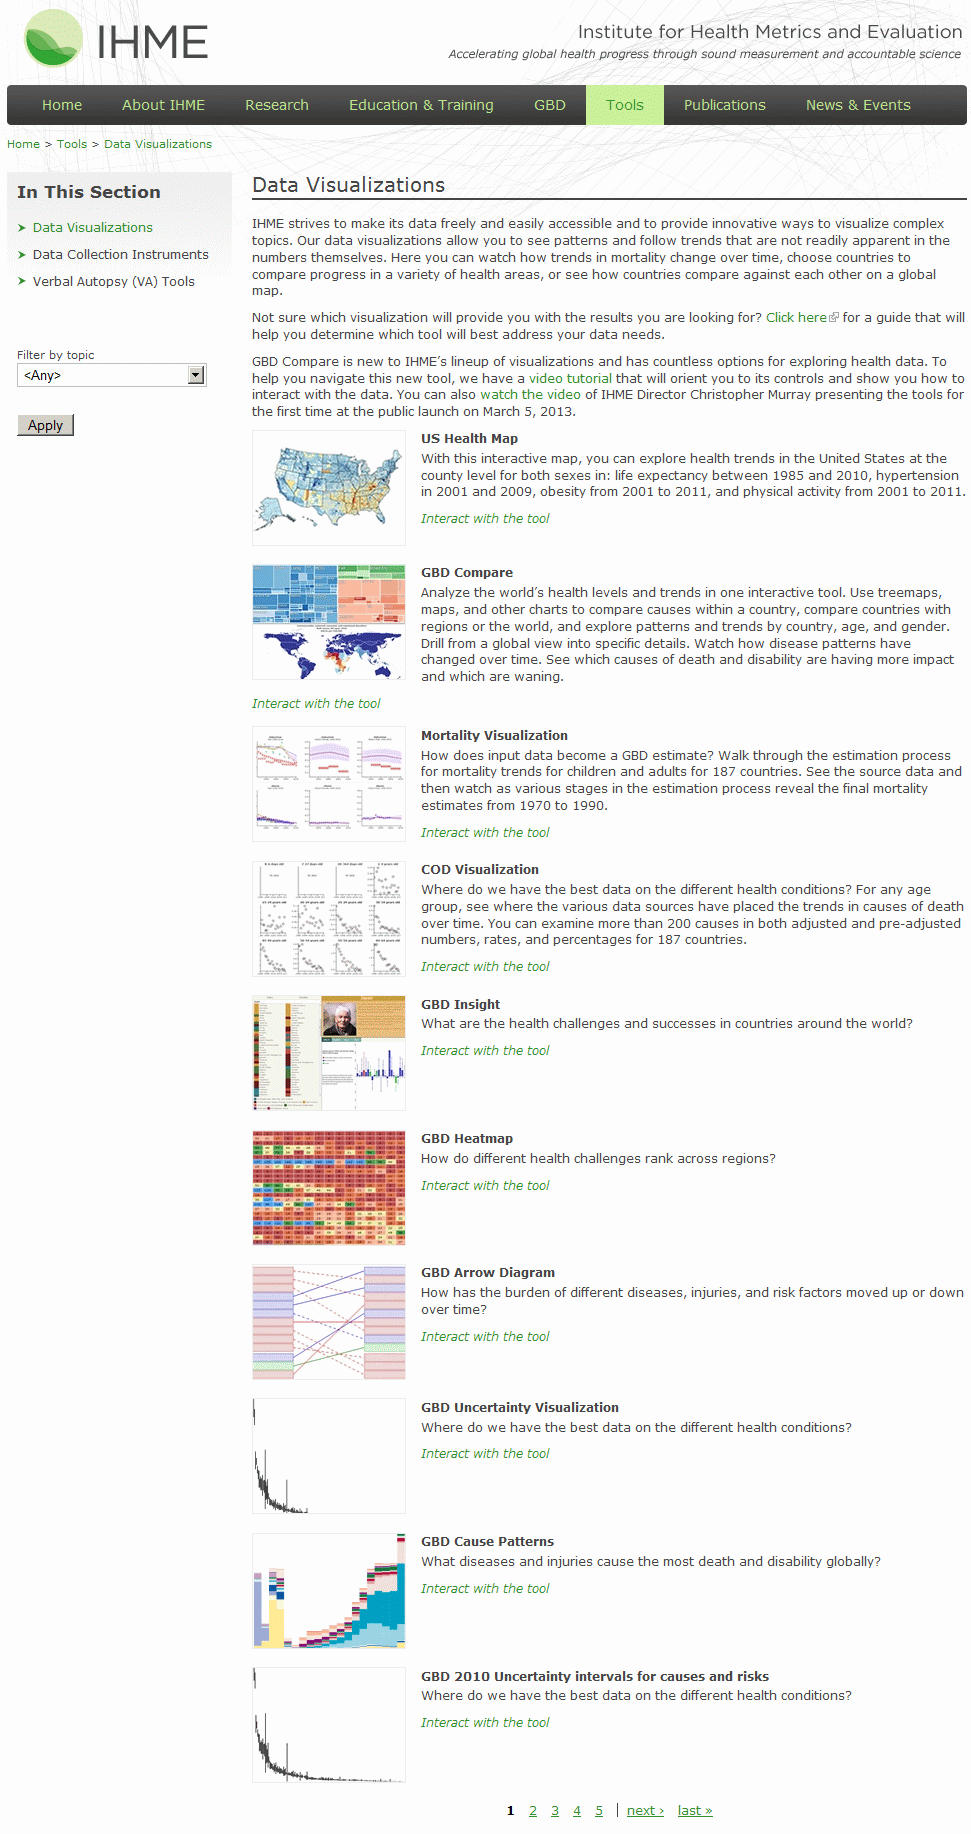 IHME
Institute for Health Metrics and Evaluation
Accelerating global health progress through sound measurement and accountable science
Home About IHME Research Education & Training GBD Tools Publications News & Events
Home > Tools > Data Visualizations
In This Section
Data Visualizations
Data Collection Instruments
Verbal Autopsy (VA) Tools
Filter by topic
<Any>
Apply
Data Visualizations
IHME strives to make its data freely and easily accessible and to provide innovative ways to visualize complex
topics. Our data visualizations allow you to see patterns and follow trends that are not readily apparent in the
numbers themselves. Here you can watch how trends in mortality change over time, choose countries to
compare progress in a variety of health areas, or see how countries compare against each other on a global
map.
Not sure which visualization will provide you with the results you are looking for? Click here for a guide that will
help you determine which tool will best address your data needs.
GBD Compare is new to IHME’s lineup of visualizations and has countless options for exploring health data. To
help you navigate this new tool, we have a video tutorial that will orient you to its controls and show you how to
interact with the data. You can also watch the video of IHME Director Christopher Murray presenting the tools for
the first time at the public launch on March 5, 2013.
US Health Map
With this interactive map, you can explore health trends in the United States at the
county level for both sexes in: life expectancy between 1985 and 2010, hypertension
in 2001 and 2009, obesity from 2001 to 2011, and physical activity from 2001 to 2011.
Interact with the tool
GBD Compare
Analyze the world’s health levels and trends in one interactive tool. Use treemaps,
maps, and other charts to compare causes within a country, compare countries with
regions or the world, and explore patterns and trends by country, age, and gender.
Drill from a global view into specific details. Watch how disease patterns have
changed over time. See which causes of death and disability are having more impact
and which are waning.
Interact with the tool
Mortality Visualization
How does input data become a GBD estimate? Walk through the estimation process
for mortality trends for children and adults for 187 countries. See the source data and
then watch as various stages in the estimation process reveal the final mortality
estimates from 1970 to 1990.
Interact with the tool
COD Visualization
Where do we have the best data on the different health conditions? For any age
group, see where the various data sources have placed the trends in causes of death
over time. You can examine more than 200 causes in both adjusted and pre-adjusted
numbers, rates, and percentages for 187 countries.
Interact with the tool
GBD Insight
What are the health challenges and successes in countries around the world?
Interact with the tool
GBD Heatmap
How do different health challenges rank across regions?
Interact with the tool
GBD Arrow Diagram
How has the burden of different diseases, injuries, and risk factors moved up or down
over time?
Interact with the tool
GBD Uncertainty Visualization
Where do we have the best data on the different health conditions?
Interact with the tool
GBD Cause Patterns
What diseases and injuries cause the most death and disability globally?
Interact with the tool
GBD 2010 Uncertainty intervals for causes and risks
Where do we have the best data on the different health conditions?
Interact with the tool
1 2 3 4 5 | next › last »